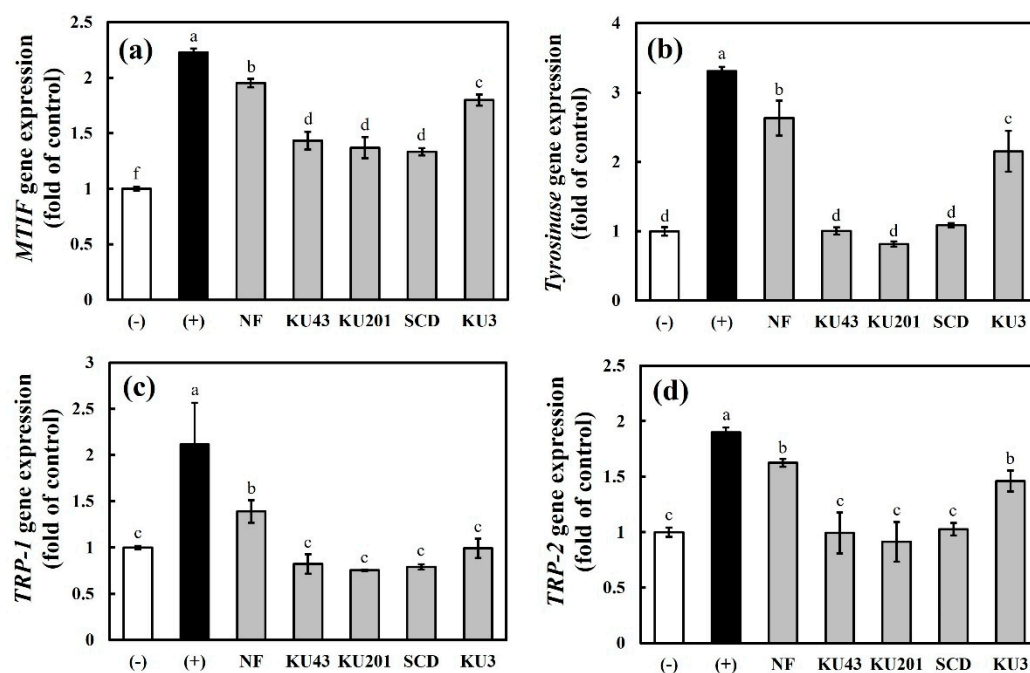 (a)
MTIF gene expression
(fold of control)
2.5
2
1.5
1
0.5
0
f
a
b
d
d
d
c
(-) (+) NF KU43 KU201 SCD KU3
(b)
Tyrosinase gene expression
(fold of control)
4
3
2
1
0
d
a
b
d
d
d
c
(-) (+) NF KU43 KU201 SCD KU3
(c)
TRP-1 gene expression
(fold of control)
3
2.5
2
1.5
1
0.5
0
c
a
b
c
c
c
c
(-) (+) NF KU43 KU201 SCD KU3
(d)
TRP-2 gene expression
(fold of control)
2.5
2
1.5
1
0.5
0
c
a
b
c
c
c
b
(-) (+) NF KU43 KU201 SCD KU3